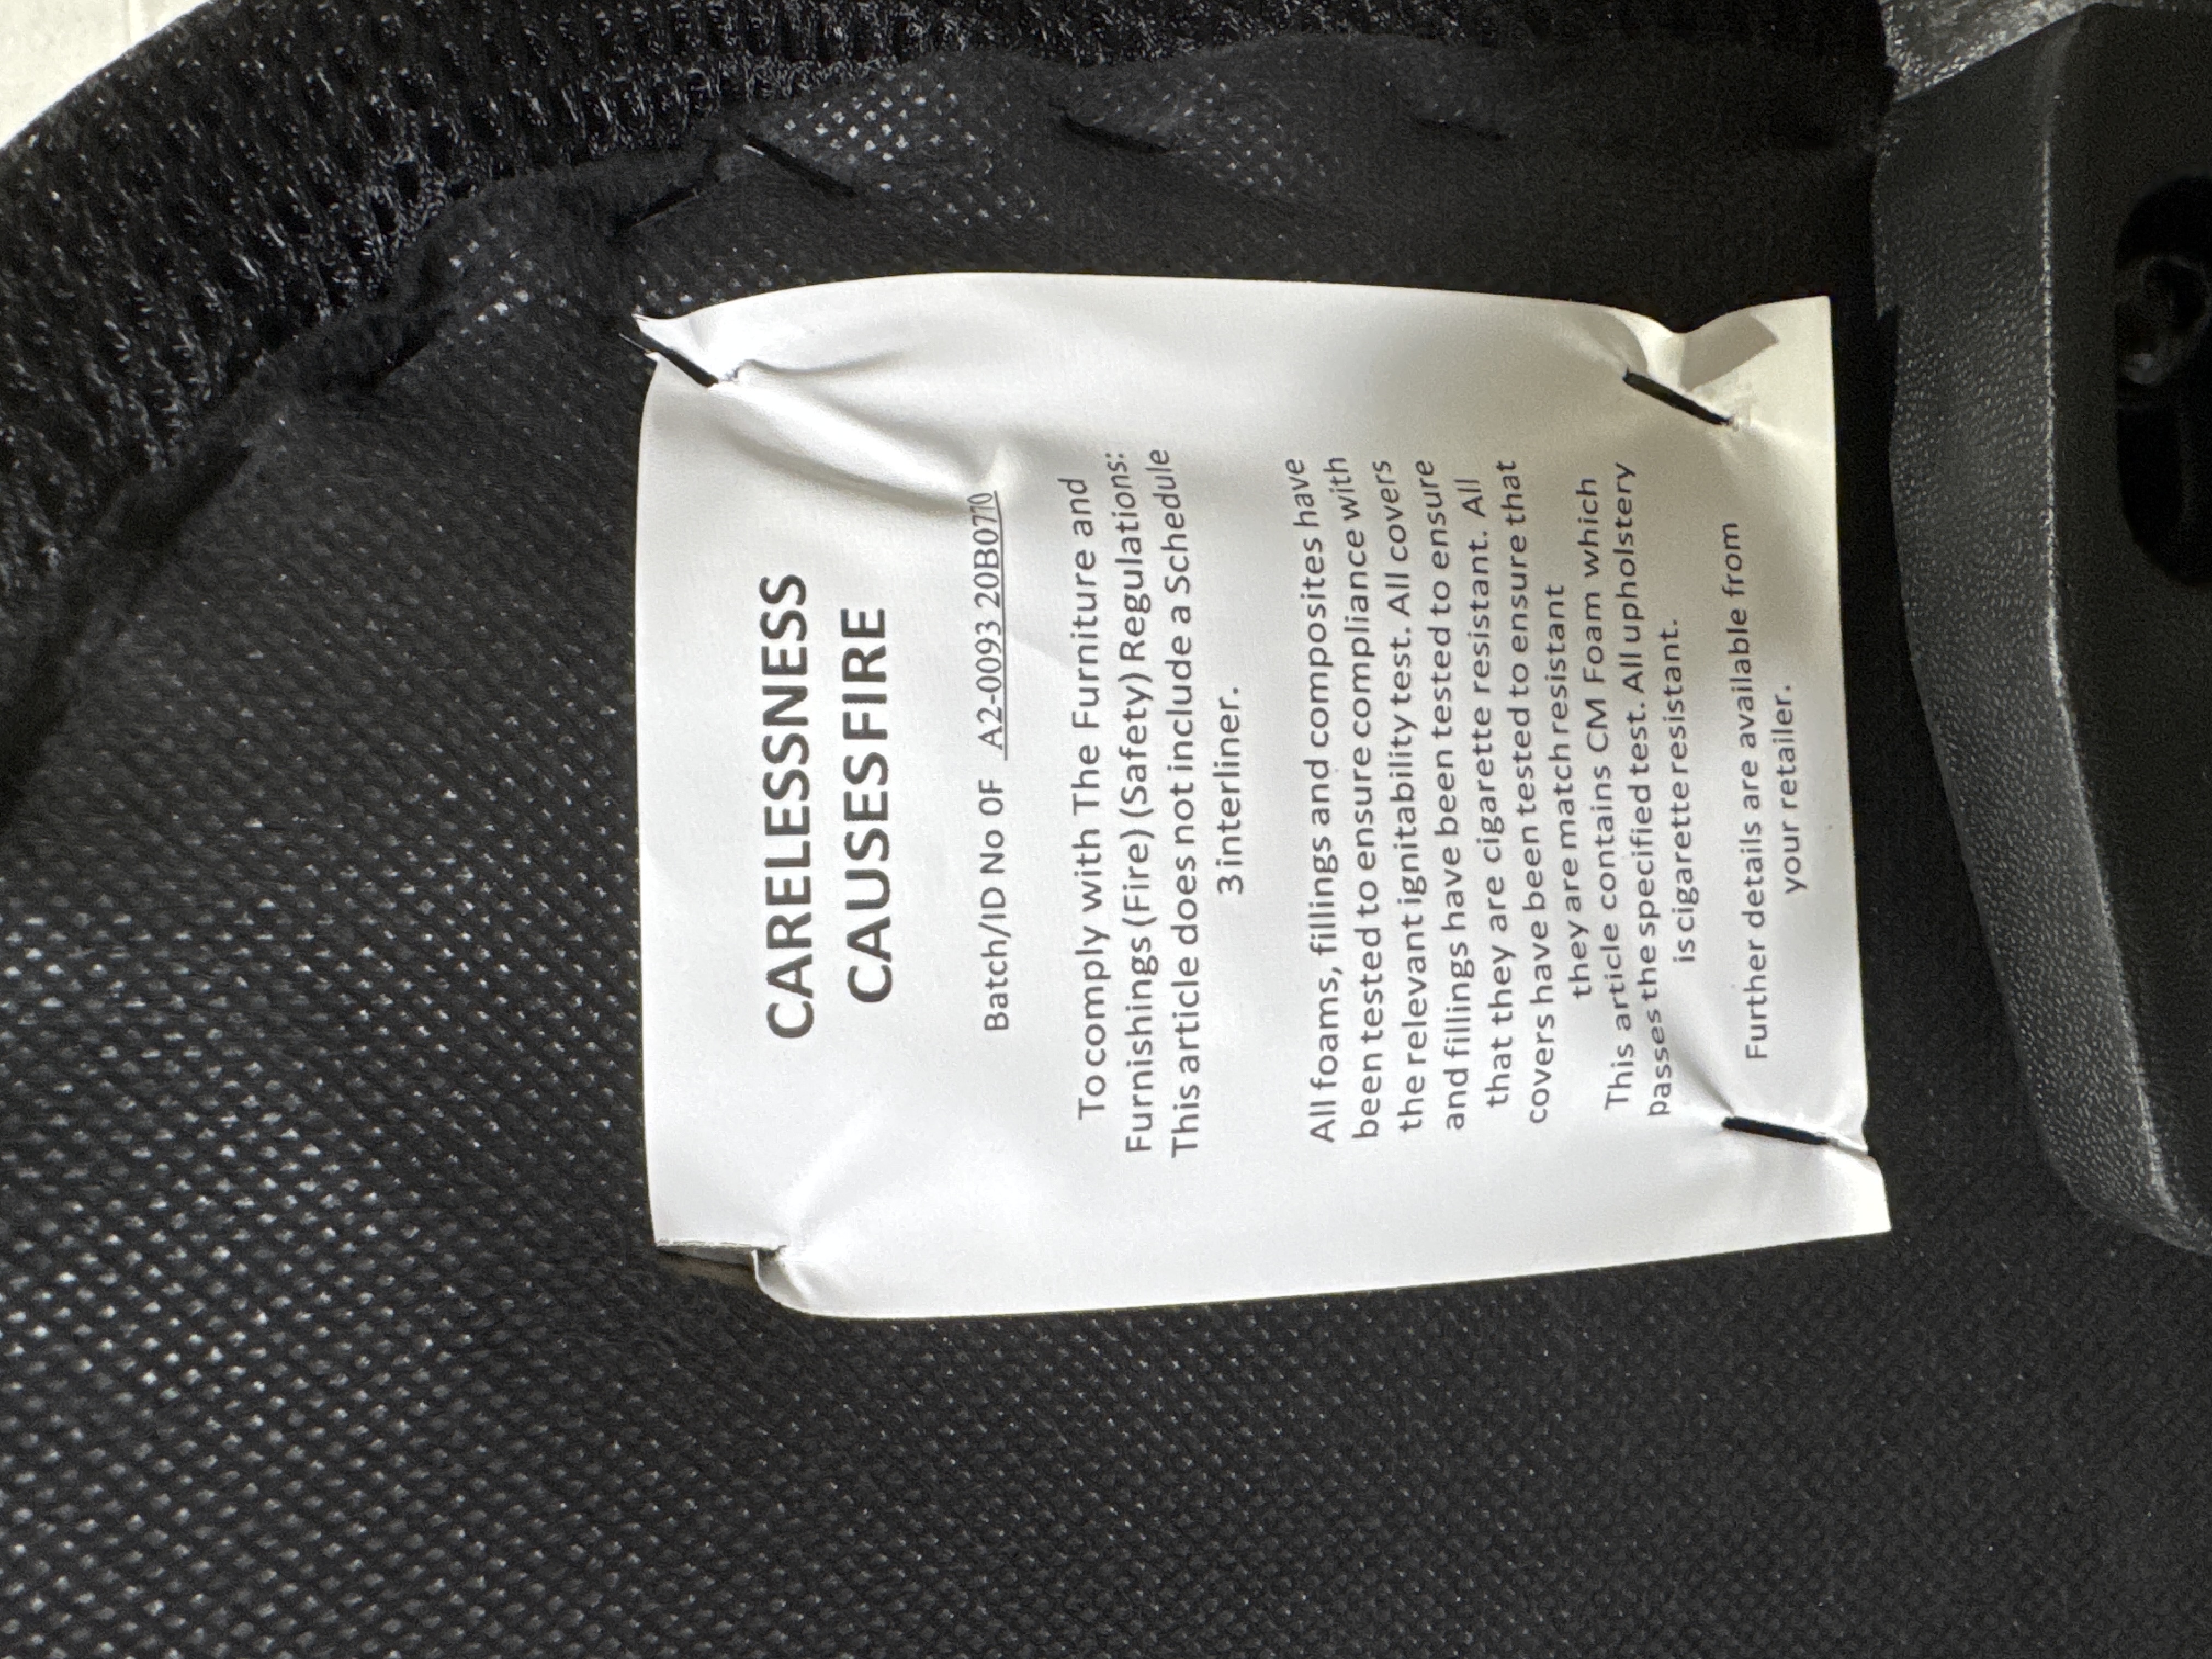 CARELESSNESS
CAUSES FIRE
Batch/ID No OF A2-0093 20B0770
To comply with The Furniture and
Furnishings (Fire) (Safety) Regulations:
This article does not include a Schedule
3 interliner.
All foams, fillings and composites have
been tested to ensure compliance with
the relevant ignitability test. All covers
and fillings have been tested to ensure
that they are cigarette resistant. All
covers have been tested to ensure that
they are match resistant
This article contains CM Foam which
passes the specified test. All upholstery
is cigarette resistant.
Further details are available from
your retailer.